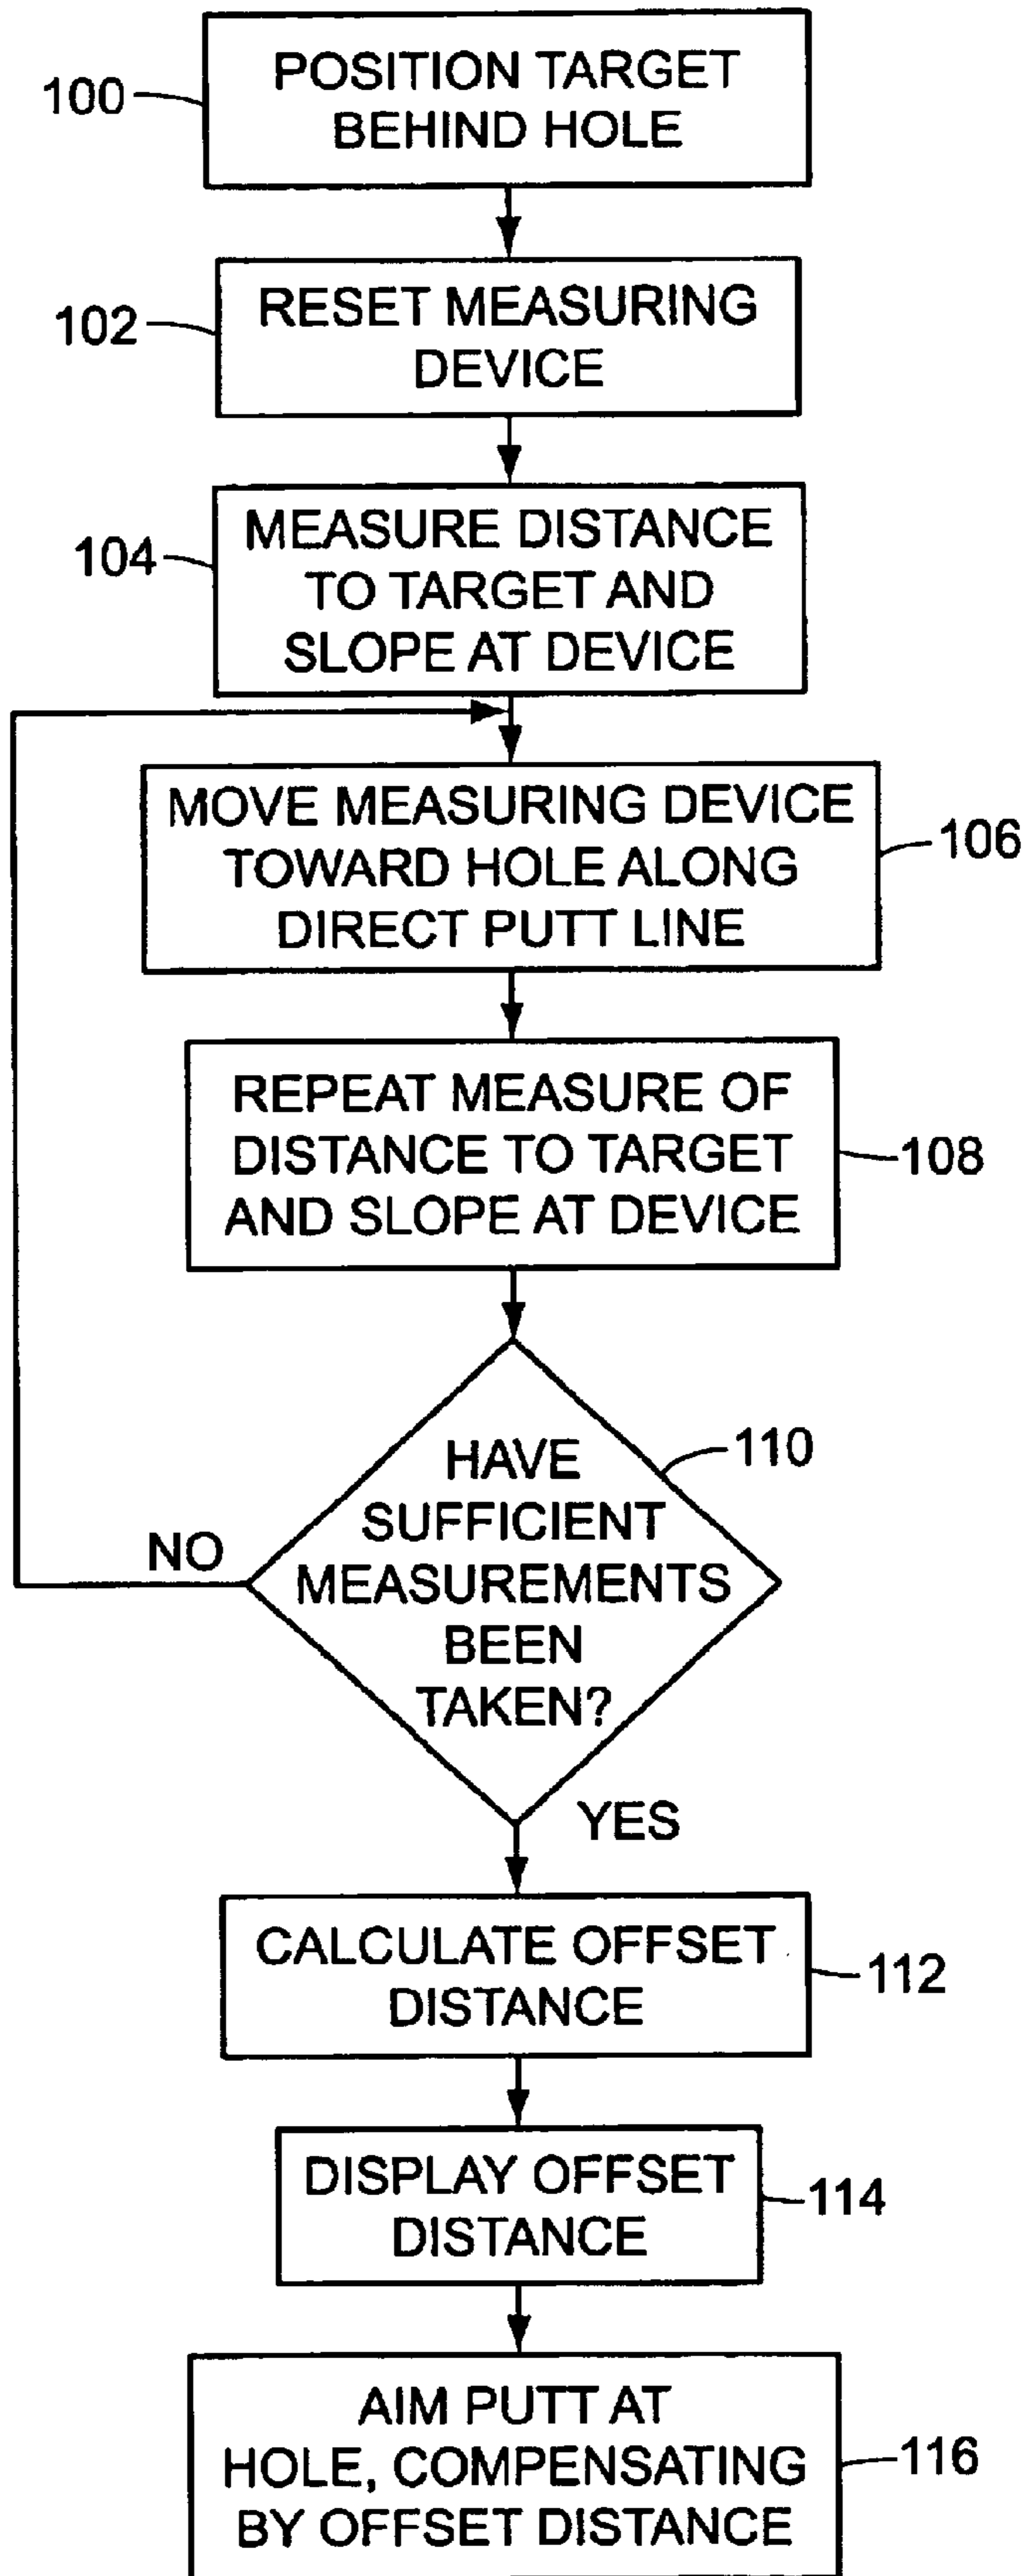 POSITION TARGET
BEHIND HOLE
100
RESET MEASURING
DEVICE
102
MEASURE DISTANCE
TO TARGET AND
SLOPE AT DEVICE
104
MOVE MEASURING DEVICE
TOWARD HOLE ALONG
DIRECT PUTT LINE
106
REPEAT MEASURE OF
DISTANCE TO TARGET
AND SLOPE AT DEVICE
108
HAVE
SUFFICIENT
MEASUREMENTS
BEEN
TAKEN?
110
NO
YES
CALCULATE OFFSET
DISTANCE
112
DISPLAY OFFSET
DISTANCE
114
AIM PUTT AT
HOLE, COMPENSATING
BY OFFSET DISTANCE
116